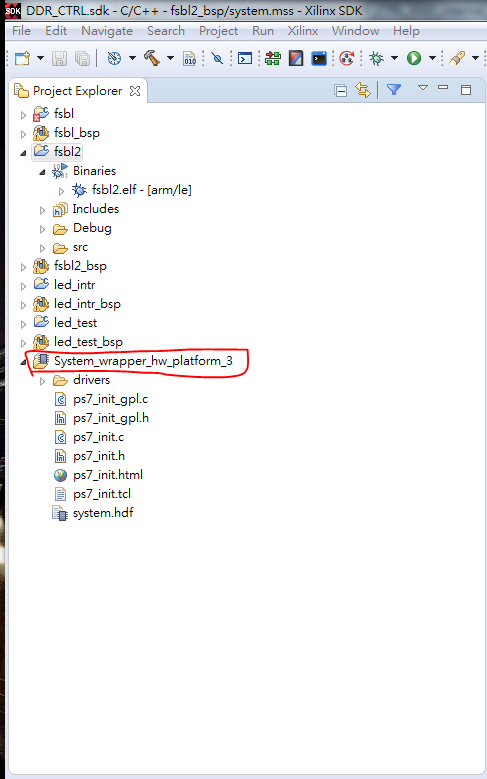 SDK DDR_CTRL.sdk - C/C++ - fsbl2_bsp/system.mss - Xilinx SDK
File Edit Navigate Search Project Run Xilinx Window Help
010
Project Explorer
fsbl
fsbl_bsp
fsbl2
Binaries
fsbl2.elf - [arm/le]
Includes
Debug
src
fsbl2_bsp
led_intr
led_intr_bsp
led_test
led_test_bsp
System_wrapper_hw_platform_3
drivers
ps7_init_gpl.c
ps7_init_gpl.h
ps7_init.c
ps7_init.h
ps7_init.html
ps7_init.tcl
system.hdf